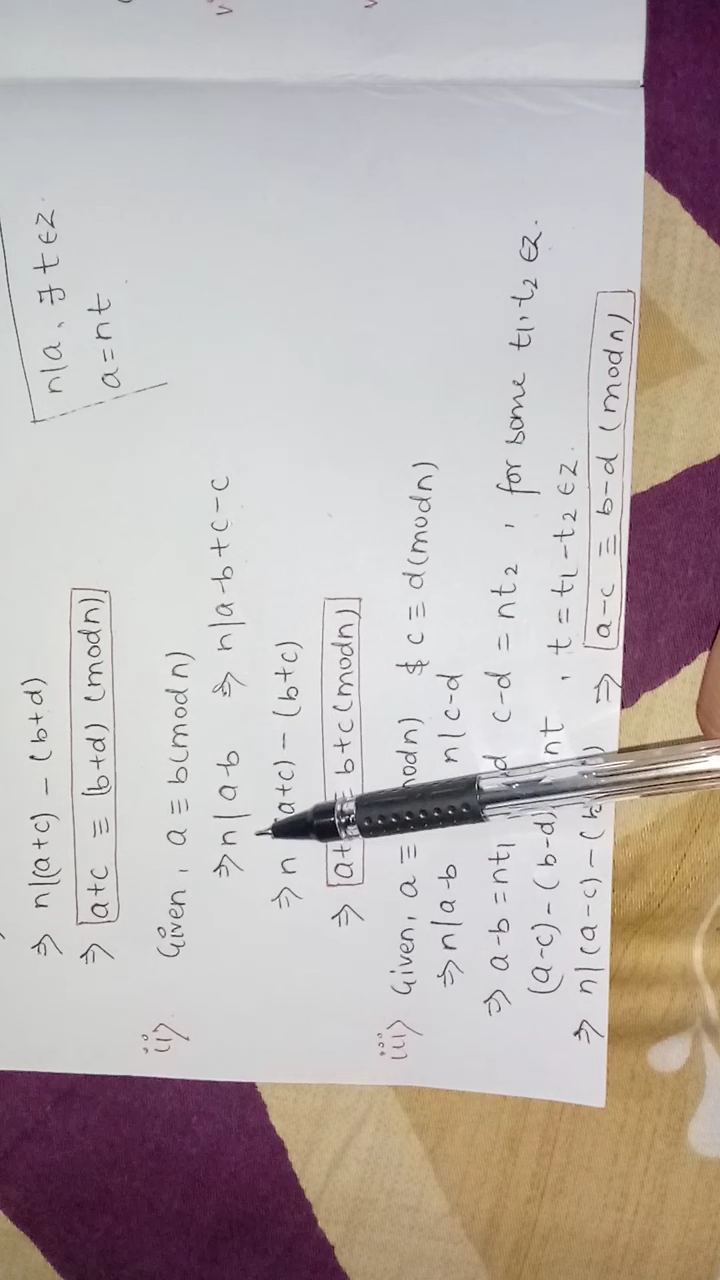 n|a, ∃ t ∈ Z.
a = nt
⇒ n|(a+c) - (b+d)
⇒ a+c ≡ (b+d) (mod n)
ii) Given, a ≡ b(mod n)
⇒ n | a-b ⇒ n|a-b+c-c
⇒ n a+c) - (b+c)
⇒ a+ ≡ b+c (mod n)
iii) Given, a ≡ mod n) & c ≡ d(mod n)
⇒ n|a-b n|c-d
⇒ a-b = nt1 d c-d = nt2, for some t1, t2 ∈ Z.
(a-c) - (b-d) nt, t = t1-t2 ∈ Z.
⇒ n|(a-c) - (b ) ⇒ a-c ≡ b-d (mod n)